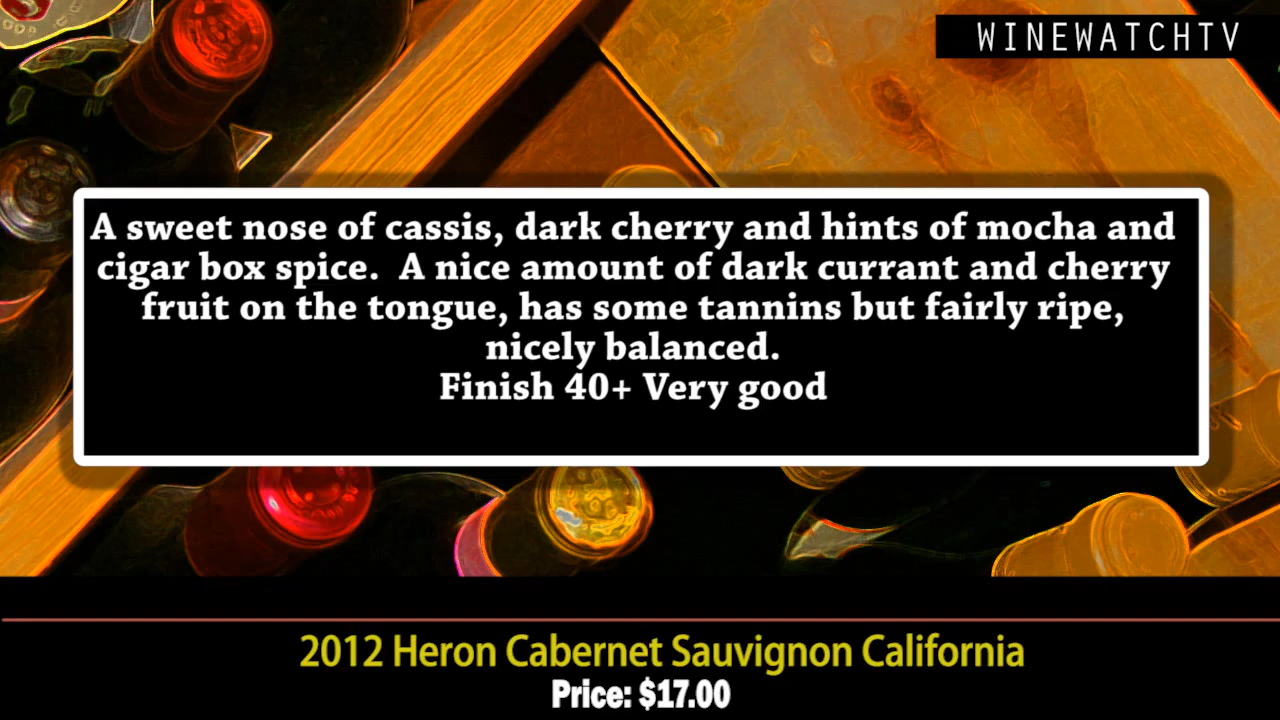 WINEWATCHTV
A sweet nose of cassis, dark cherry and hints of mocha and
cigar box spice.  A nice amount of dark currant and cherry
fruit on the tongue, has some tannins but fairly ripe,
nicely balanced.
Finish 40+ Very good
2012 Heron Cabernet Sauvignon California
Price: $17.00